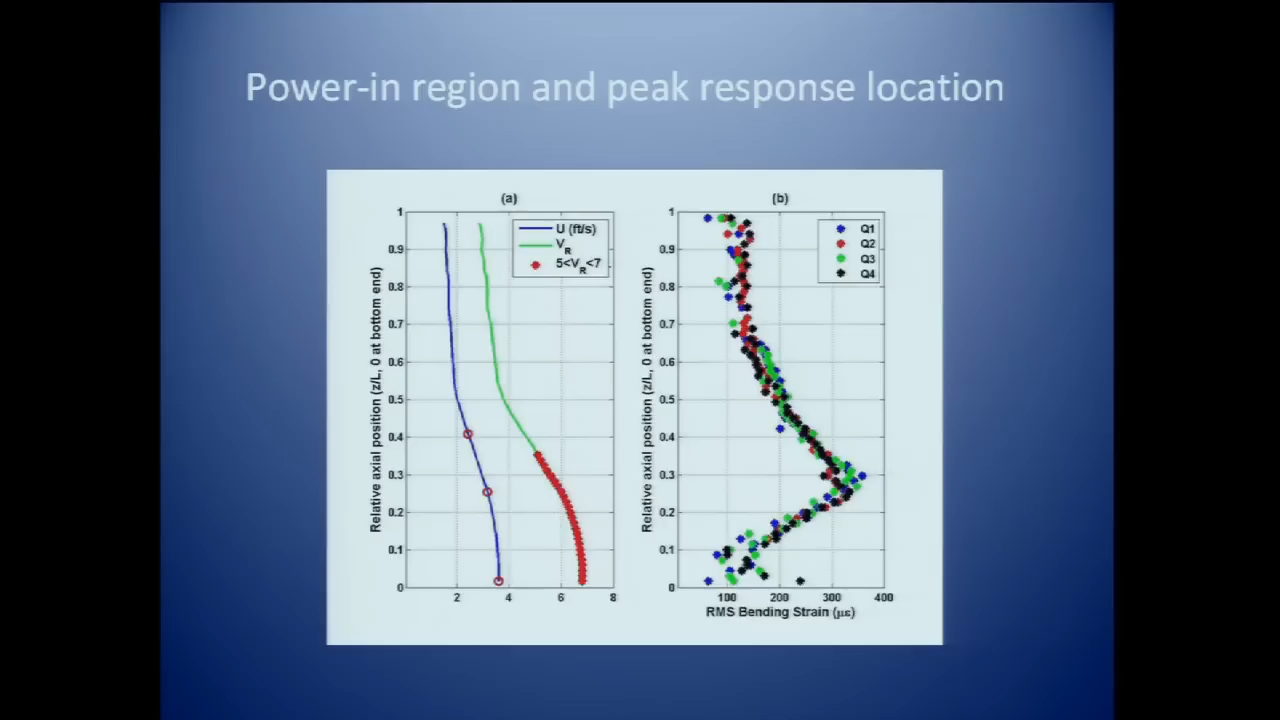 Power-in region and peak response location
(a)
U (ft/s)
V_R
5<V_R<7
Relative axial position (z/L, 0 at bottom end)
1
0.9
0.8
0.7
0.6
0.5
0.4
0.3
0.2
0.1
0
2 4 6 8
(b)
Q1
Q2
Q3
Q4
Relative axial position (z/L, 0 at bottom end)
1
0.9
0.8
0.7
0.6
0.5
0.4
0.3
0.2
0.1
0
100 200 300 400
RMS Bending Strain (με)